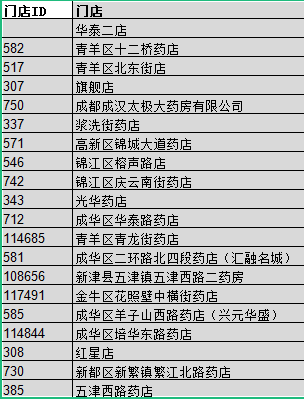 门店ID 门店
华泰二店
582 青羊区十二桥药店
517 青羊区北东街店
307 旗舰店
750 成都成汉太极大药房有限公司
337 浆洗街药店
571 高新区锦城大道药店
546 锦江区榕声路店
742 锦江区庆云南街药店
343 光华药店
712 成华区华泰路药店
114685 青羊区青龙街药店
581 成华区二环路北四段药店（汇融名城）
108656 新津县五津镇五津西路二药房
117491 金牛区花照壁中横街药店
585 成华区羊子山西路药店（兴元华盛）
114844 成华区培华东路药店
308 红星店
730 新都区新繁镇繁江北路药店
385 五津西路药店